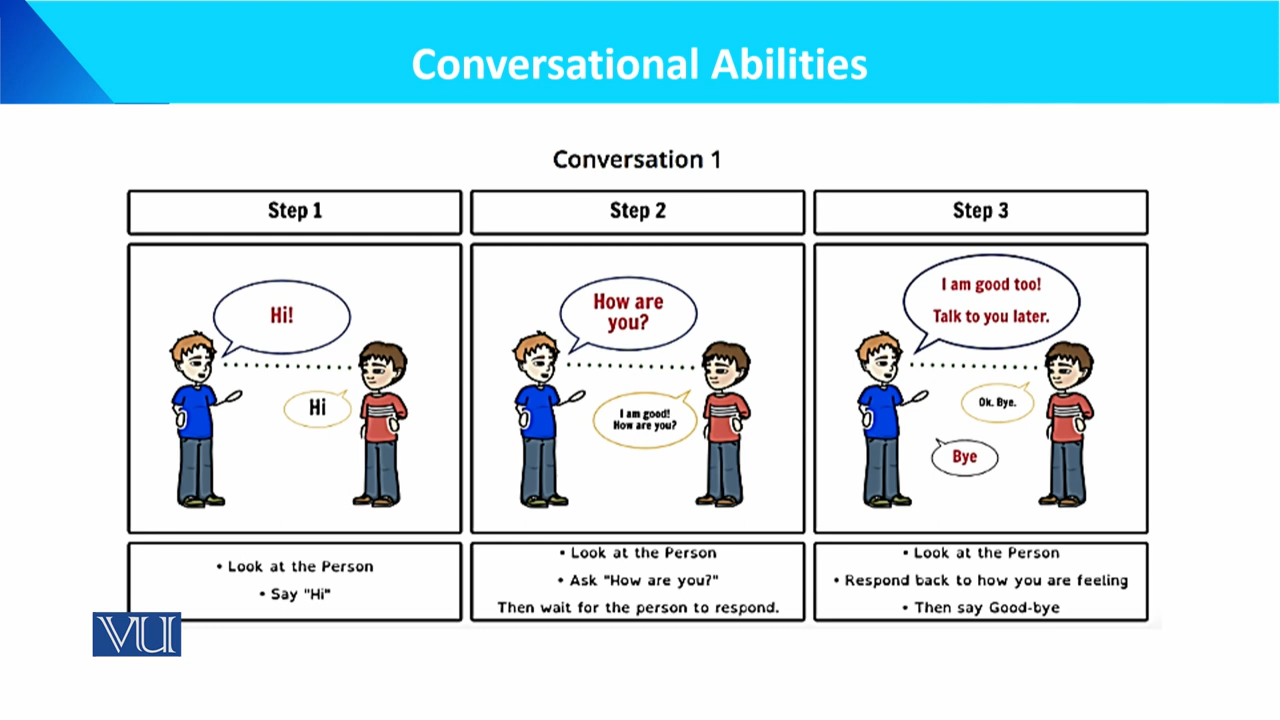 Conversational Abilities
Conversation 1
Step 1
Step 2
Step 3
Hi!
Hi
How are
you?
I am good!
How are you?
I am good too!
Talk to you later.
Ok. Bye.
Bye
• Look at the Person
• Say "Hi"
• Look at the Person
• Ask "How are you?"
Then wait for the person to respond.
• Look at the Person
• Respond back to how you are feeling
• Then say Good-bye
VU